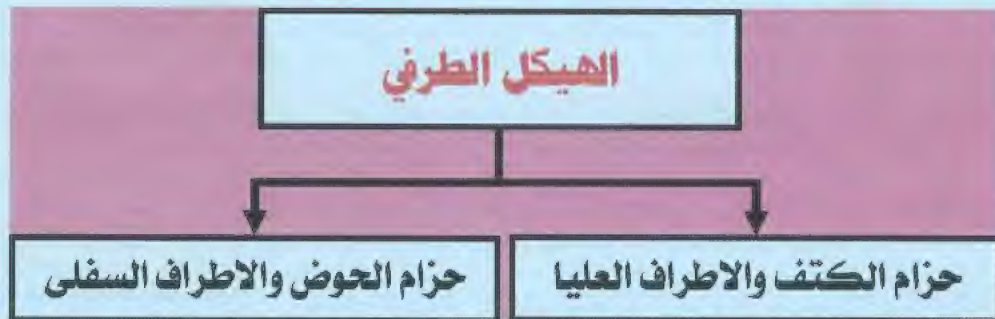 الهيكل الطرفي
حزام الكتف والاطراف العليا
حزام الحوض والاطراف السفلى